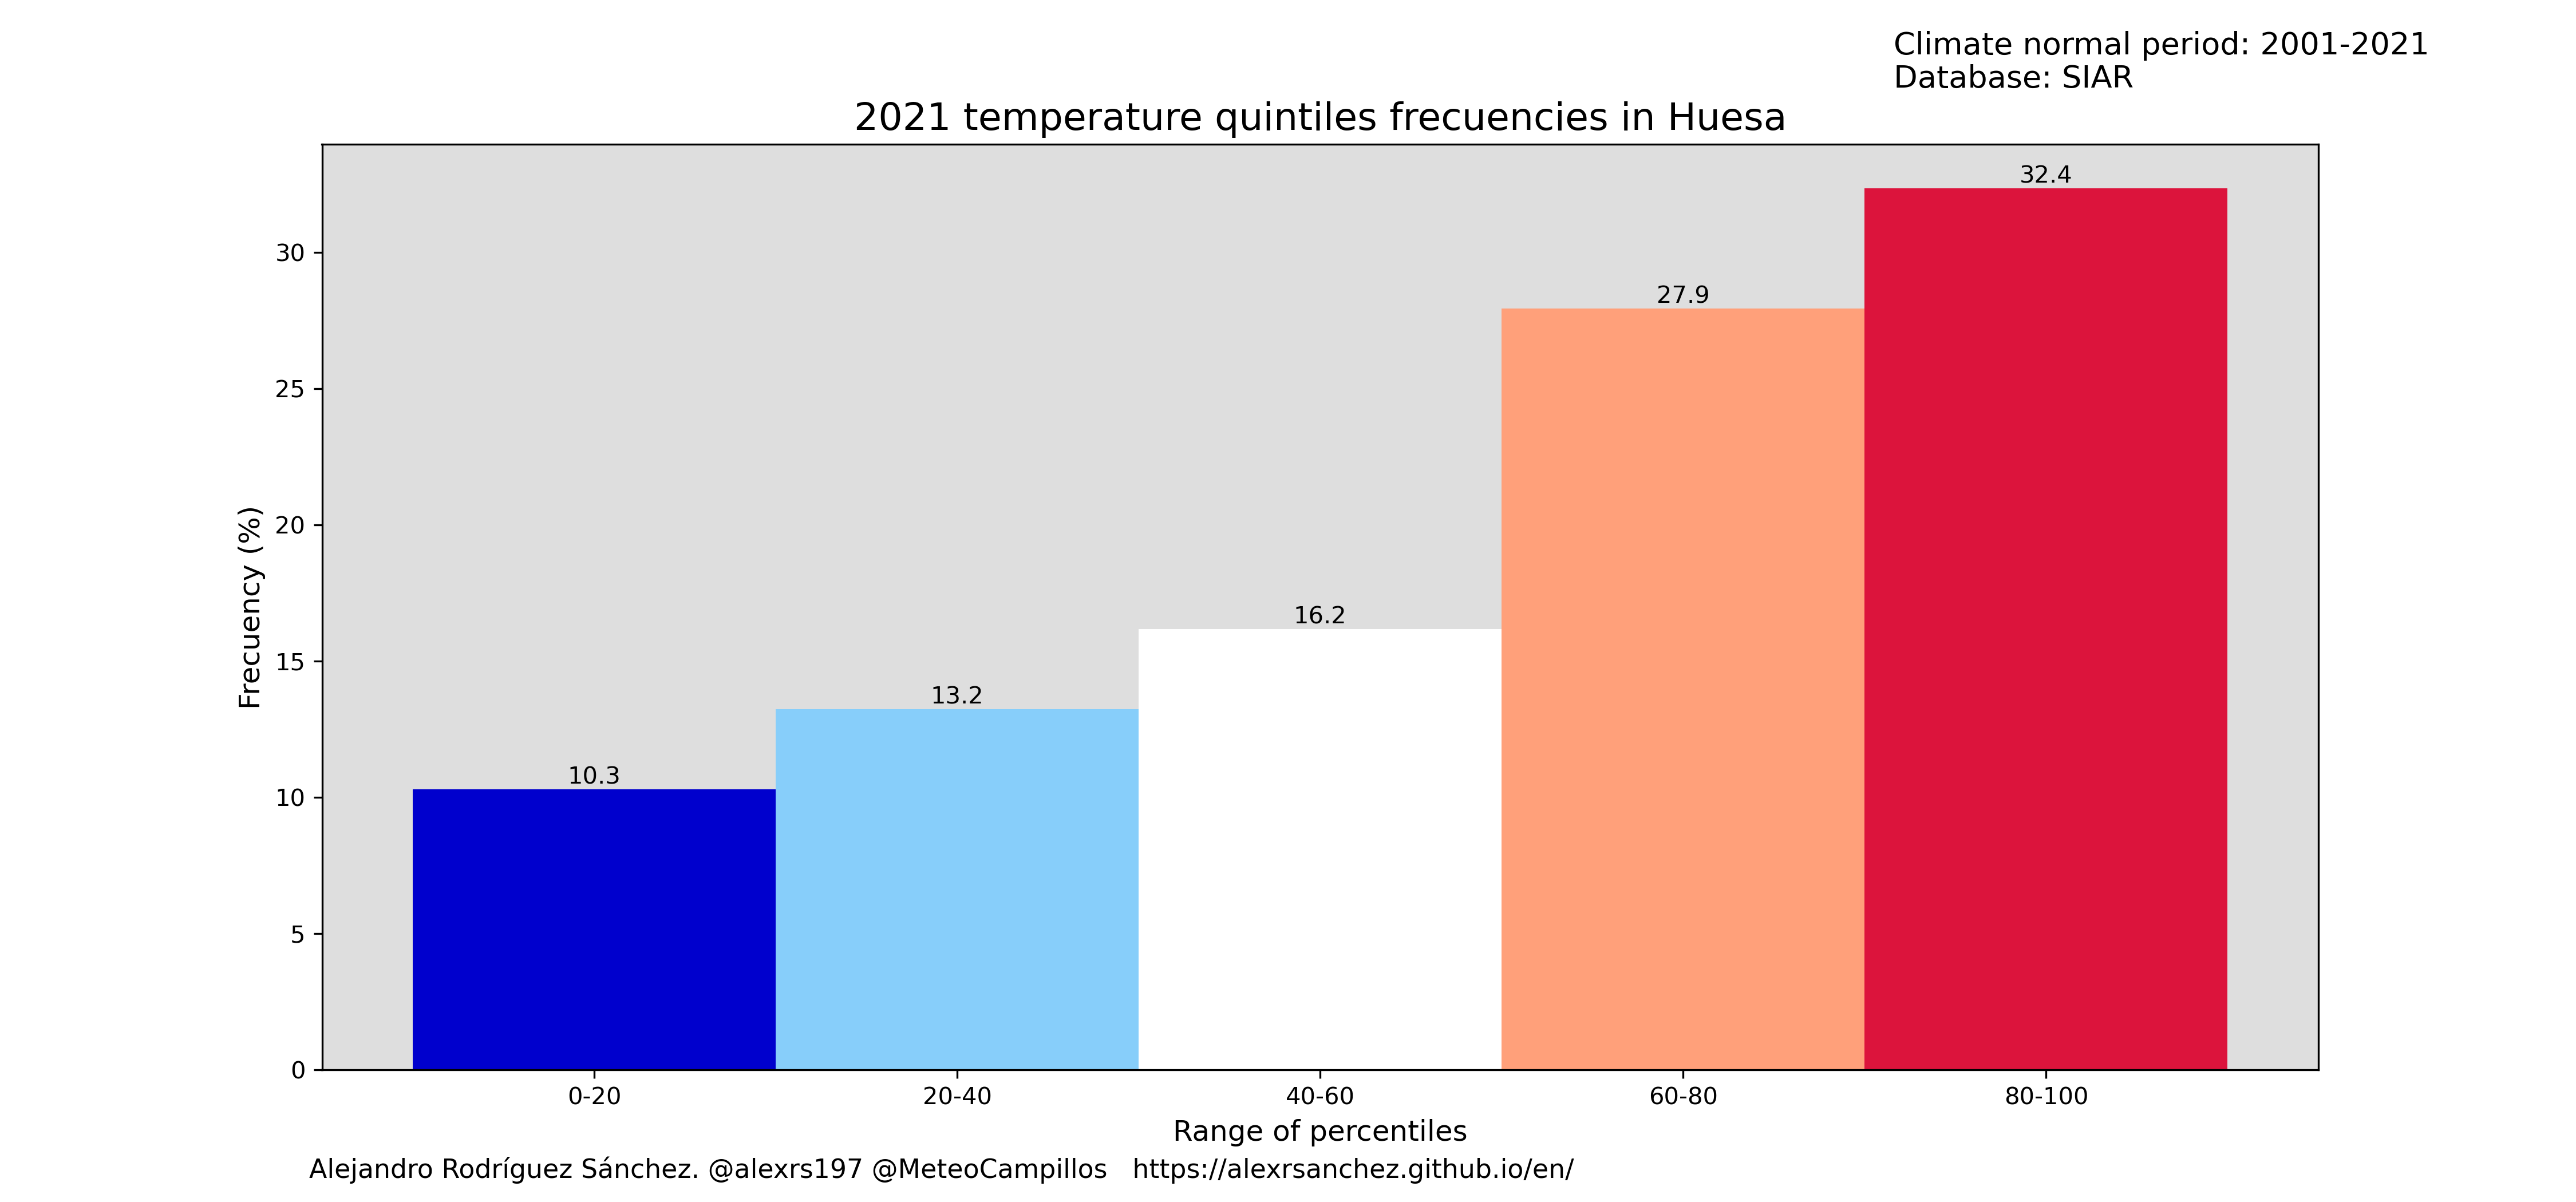 Climate normal period: 2001-2021
Database: SIAR
2021 temperature quintiles frecuencies in Huesa
32.4
30
27.9
25
20
Frecuency (%)
16.2
15
13.2
10.3
10
5
0
0-20 20-40 40-60 60-80 80-100
Range of percentiles
Alejandro Rodríguez Sánchez. @alexrs197 @MeteoCampillos https://alexrsanchez.github.io/en/